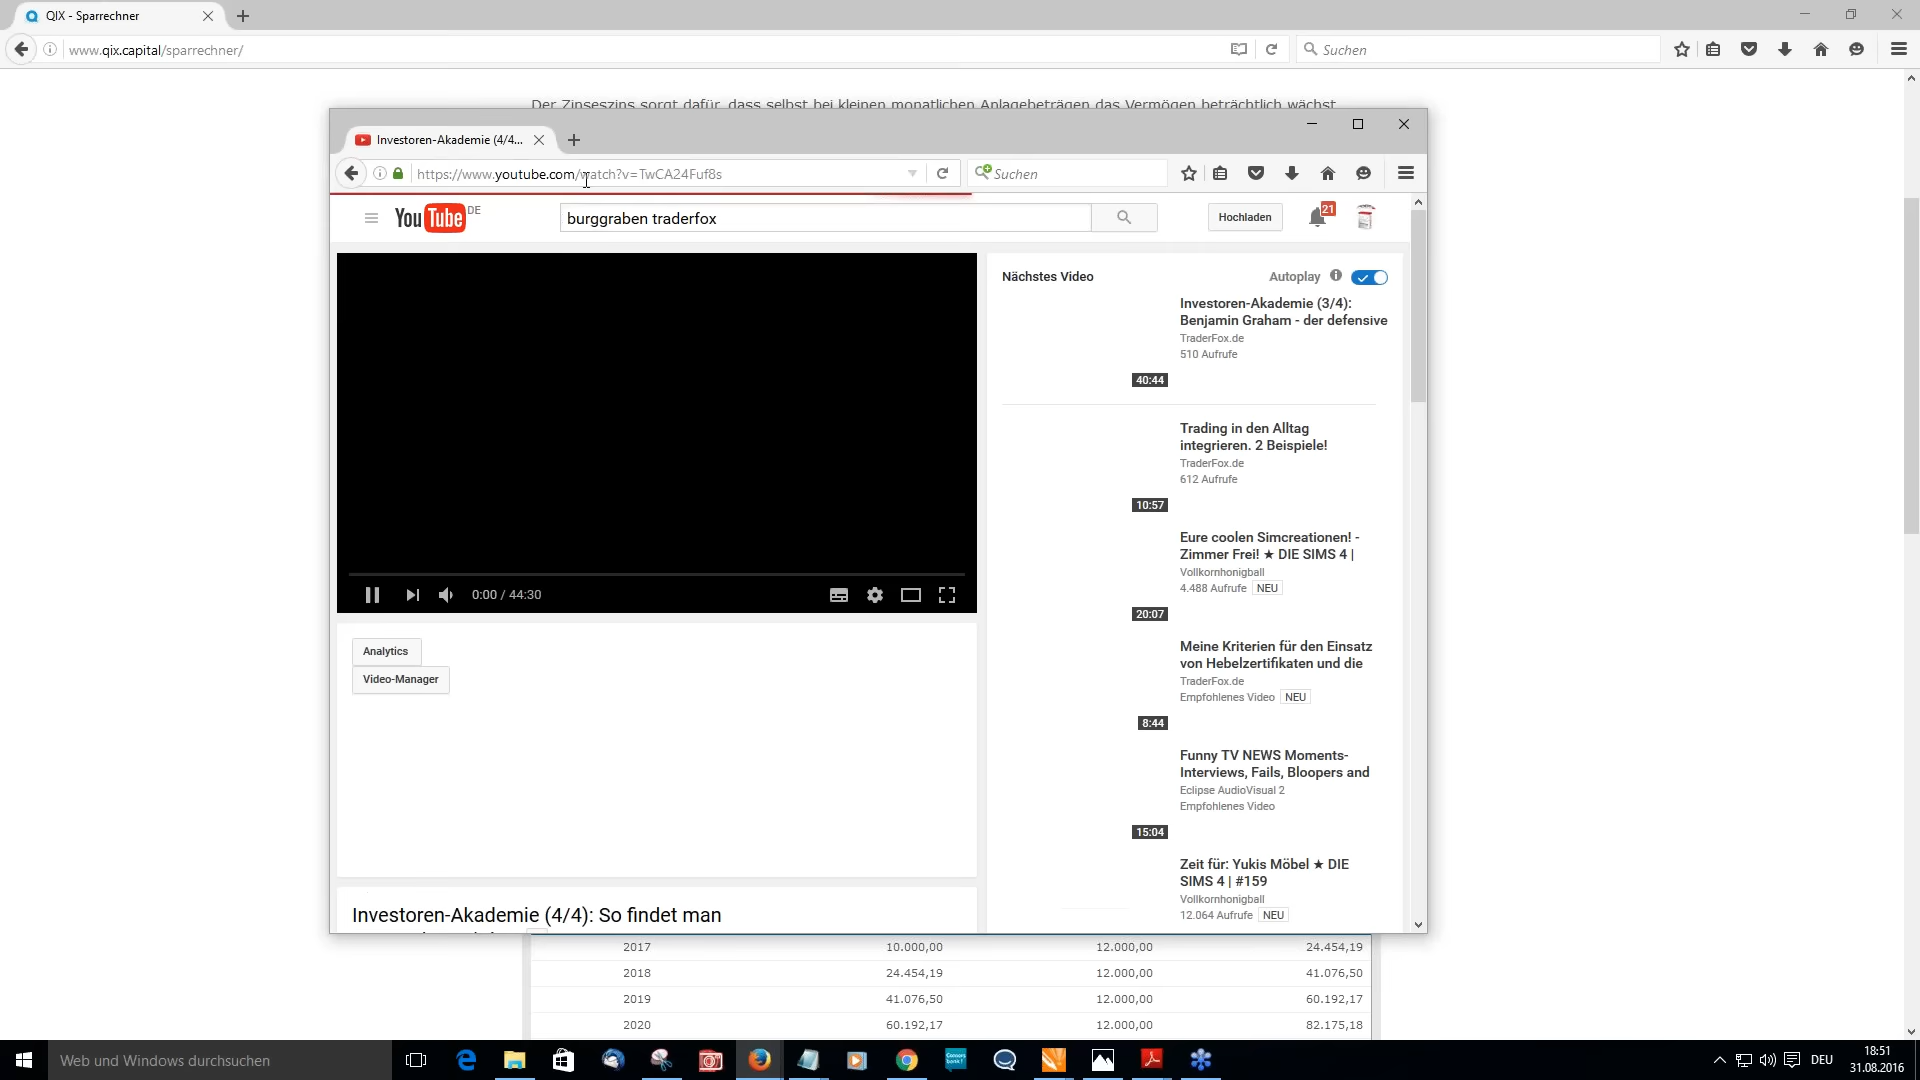 QIX - Sparrechner
www.qix.capital/sparrechner/
Suchen
Der Zinseszins sorgt dafür, dass selbst bei kleinen monatlichen Anlagebeträgen das Vermögen beträchtlich wächst
Investoren-Akademie (4/4...
https://www.youtube.com/watch?v=TwCA24Fuf8s
Suchen
YouTube DE
burggraben traderfox
Hochladen
21
Nächstes Video
Autoplay
Investoren-Akademie (3/4):
Benjamin Graham - der defensive
TraderFox.de
510 Aufrufe
40:44
Trading in den Alltag
integrieren. 2 Beispiele!
TraderFox.de
612 Aufrufe
10:57
Eure coolen Simcreationen! -
Zimmer Frei! ★ DIE SIMS 4 |
Vollkornhonigball
4.488 Aufrufe NEU
20:07
Meine Kriterien für den Einsatz
von Hebelzertifikaten und die
TraderFox.de
Empfohlenes Video NEU
8:44
Funny TV NEWS Moments-
Interviews, Fails, Bloopers and
Eclipse AudioVisual 2
Empfohlenes Video
15:04
Zeit für: Yukis Möbel ★ DIE
SIMS 4 | #159
Vollkornhonigball
12.064 Aufrufe NEU
0:00 / 44:30
Analytics
Video-Manager
Investoren-Akademie (4/4): So findet man
2017 10.000,00 12.000,00 24.454,19
2018 24.454,19 12.000,00 41.076,50
2019 41.076,50 12.000,00 60.192,17
2020 60.192,17 12.000,00 82.175,18
Web und Windows durchsuchen
DEU
18:51
31.08.2016